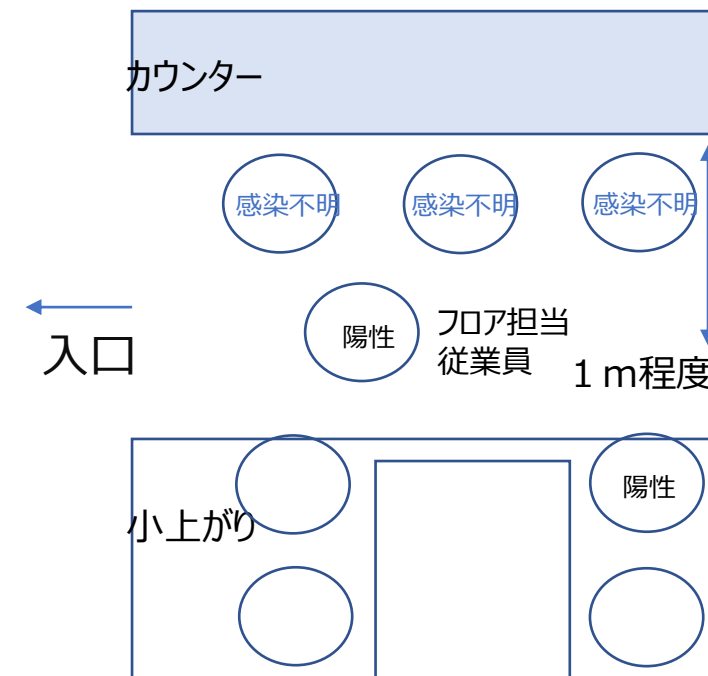 カウンター
感染不明
感染不明
感染不明
入口
陽性
フロア担当
従業員
１ｍ程度
小上がり
陽性